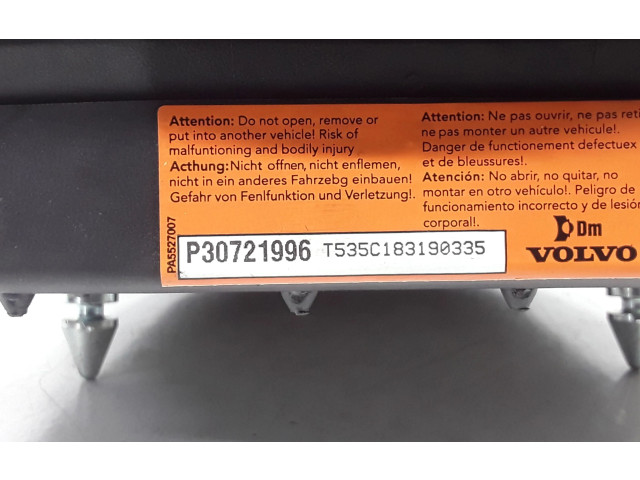 Attention: Do not open, remove or
put into another vehicle! Risk of
malfuntioning and bodily injury
Acthung: Nicht offnen, nicht enflemen,
nicht in ein anderes Fahrzebg einbauen!
Gefahr von Fenlfunktion und Verletzung!.
Attention: Ne pas ouvrir, ne pas reti
ne pas monter un autre vehicule!.
Danger de functionement defectuex
et de bleussures!.
Atención: No abrir, no quitar, no
montar en otro vehículo!. Peligro de
funcionamiento incorrecto y de lesió
corporal!.
PA5527007
P30721996 T535C183190335
Dm
VOLVO